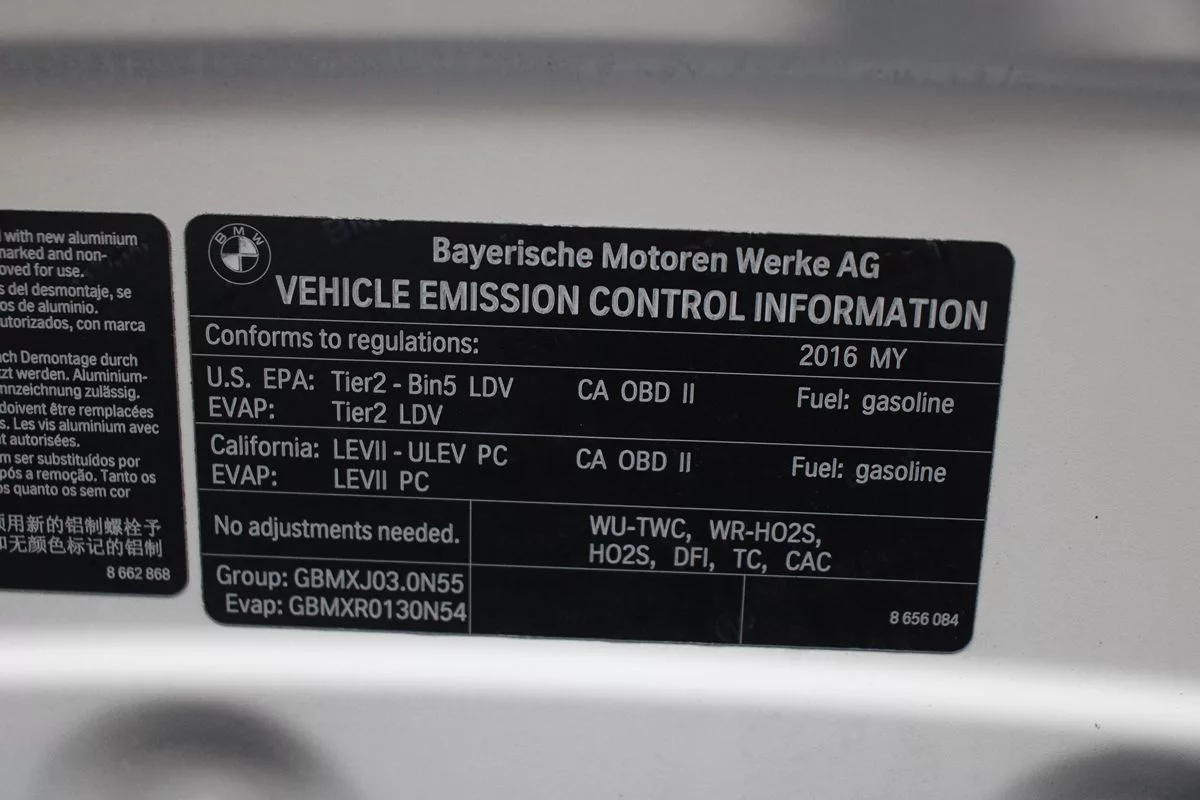 with new aluminium
marked and non-
oved for use.
s del desmontaje, se
os de aluminio.
utorizados, con marca
ach Demontage durch
tzt werden. Aluminium-
nnzeichnung zulässig.
doivent être remplacées
s. Les vis aluminium avec
t autorisées.
m ser substituídos por
pós a remoção. Tanto os
os quanto os sem cor
用新的铝制螺栓予
和无颜色标记的铝制
8 662 868
BMW
Bayerische Motoren Werke AG
VEHICLE EMISSION CONTROL INFORMATION
Conforms to regulations: 2016 MY
U.S. EPA: Tier2 - Bin5 LDV CA OBD II Fuel: gasoline
EVAP: Tier2 LDV
California: LEVII - ULEV PC CA OBD II Fuel: gasoline
EVAP: LEVII PC
No adjustments needed.
WU-TWC, WR-HO2S,
HO2S, DFI, TC, CAC
Group: GBMXJ03.0N55
Evap: GBMXR0130N54
8 656 084